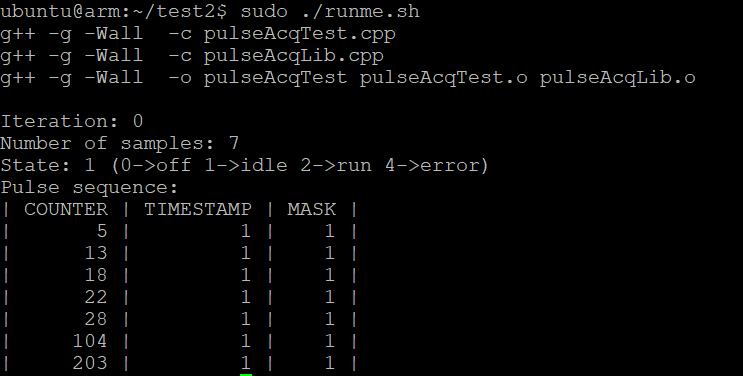 ubuntu@arm:~/test2$ sudo ./runme.sh
g++ -g -Wall  -c pulseAcqTest.cpp
g++ -g -Wall  -c pulseAcqLib.cpp
g++ -g -Wall  -o pulseAcqTest pulseAcqTest.o pulseAcqLib.o

Iteration: 0
Number of samples: 7
State: 1 (0->off 1->idle 2->run 4->error)
Pulse sequence:
| COUNTER | TIMESTAMP | MASK |
|       5 |         1 |    1 |
|      13 |         1 |    1 |
|      18 |         1 |    1 |
|      22 |         1 |    1 |
|      28 |         1 |    1 |
|     104 |         1 |    1 |
|     203 |         1 |    1 |